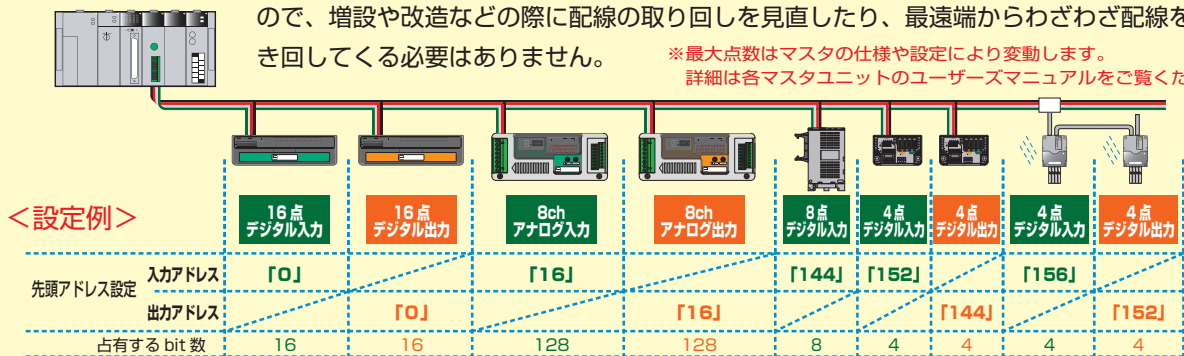 ので、増設や改造などの際に配線の取り回しを見直したり、最遠端からわざわざ配線を
き回してくる必要はありません。
※最大点数はマスタの仕様や設定により変動します。
詳細は各マスタユニットのユーザーズマニュアルをご覧くだ
＜設定例＞
16点 デジタル入力 16点 デジタル出力 8ch アナログ入力 8ch アナログ出力 8点 デジタル入力 4点 デジタル入力 4点 デジタル出力 4点 デジタル入力 4点 デジタル出力
先頭アドレス設定
入力アドレス 「0」 「16」 「144」 「152」 「156」
出力アドレス 「0」 「16」 「144」 「152」
占有する bit 数 16 16 128 128 8 4 4 4 4